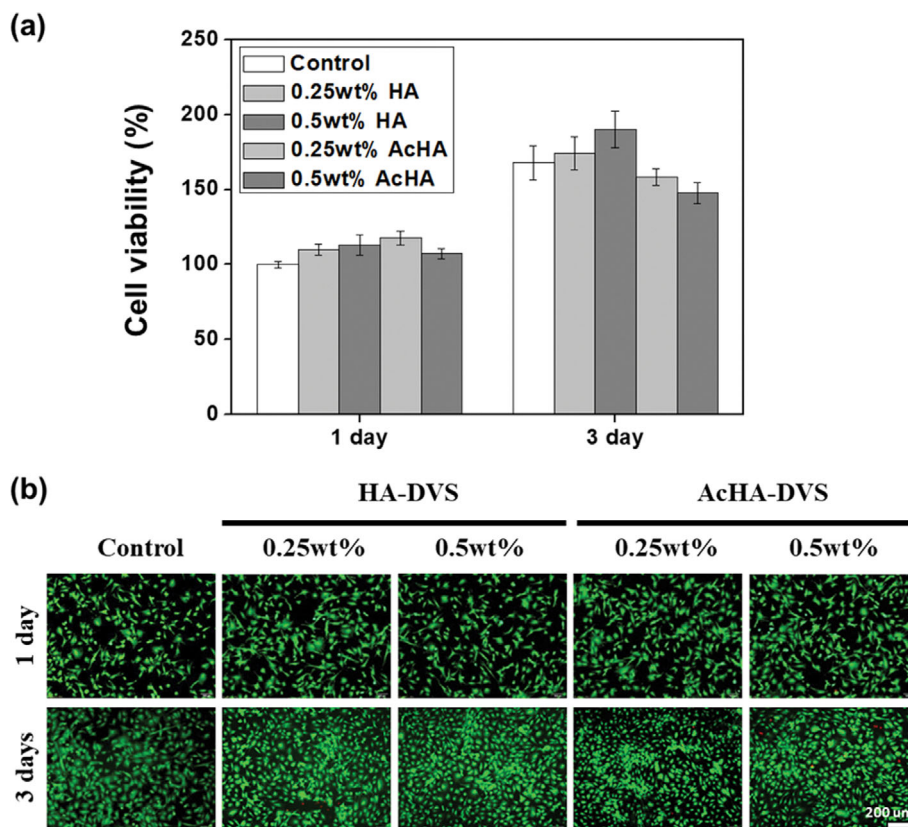 (a)
250
200
150
100
50
0
Cell viability (%)
Control
0.25wt% HA
0.5wt% HA
0.25wt% AcHA
0.5wt% AcHA
1 day
3 day
(b)
HA-DVS
AcHA-DVS
Control
0.25wt%
0.5wt%
0.25wt%
0.5wt%
1 day
3 days
200 um